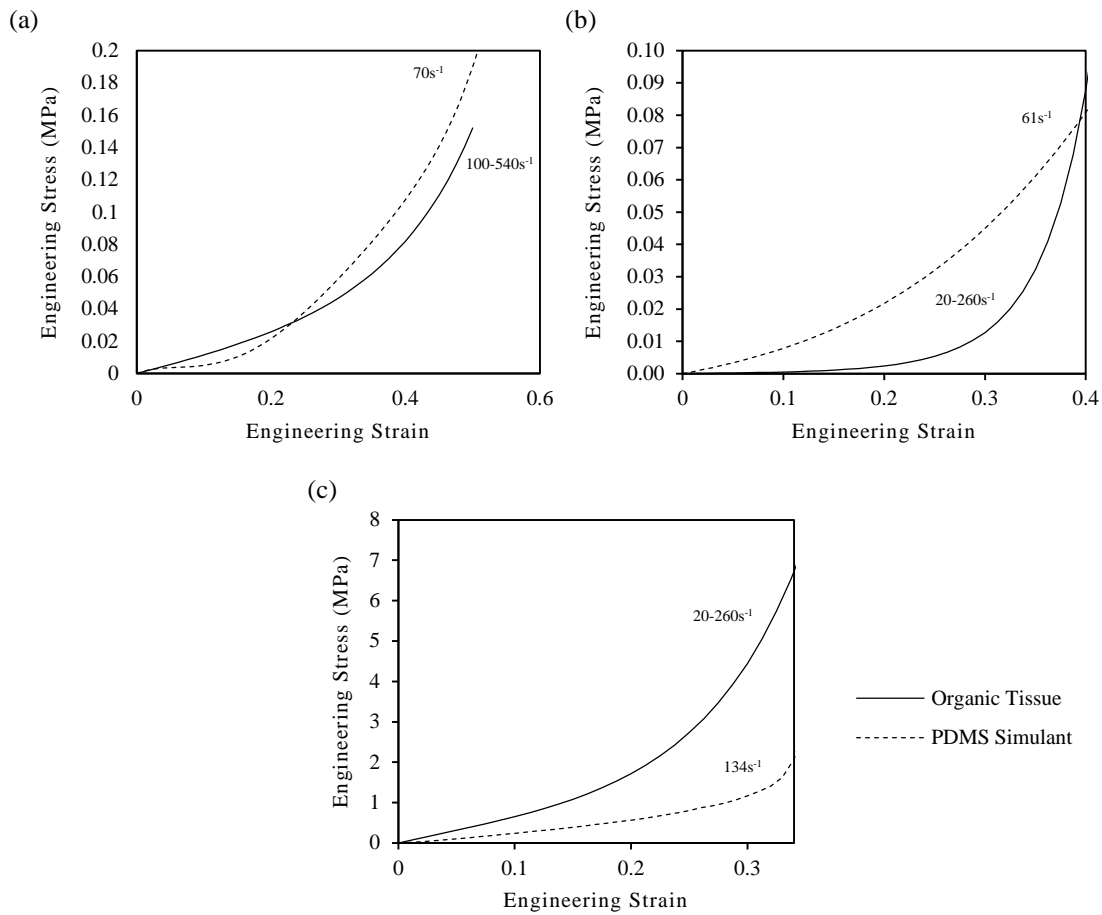 (a)
0.2
0.18
0.16
0.14
0.12
0.1
0.08
0.06
0.04
0.02
0
Engineering Stress (MPa)
70s⁻¹
100-540s⁻¹
0
0.2
0.4
0.6
Engineering Strain
(b)
0.10
0.09
0.08
0.07
0.06
0.05
0.04
0.03
0.02
0.01
0.00
Engineering Stress (MPa)
61s⁻¹
20-260s⁻¹
0
0.1
0.2
0.3
0.4
Engineering Strain
(c)
8
7
6
5
4
3
2
1
0
Engineering Stress (MPa)
20-260s⁻¹
134s⁻¹
0
0.1
0.2
0.3
Engineering Strain
Organic Tissue
PDMS Simulant